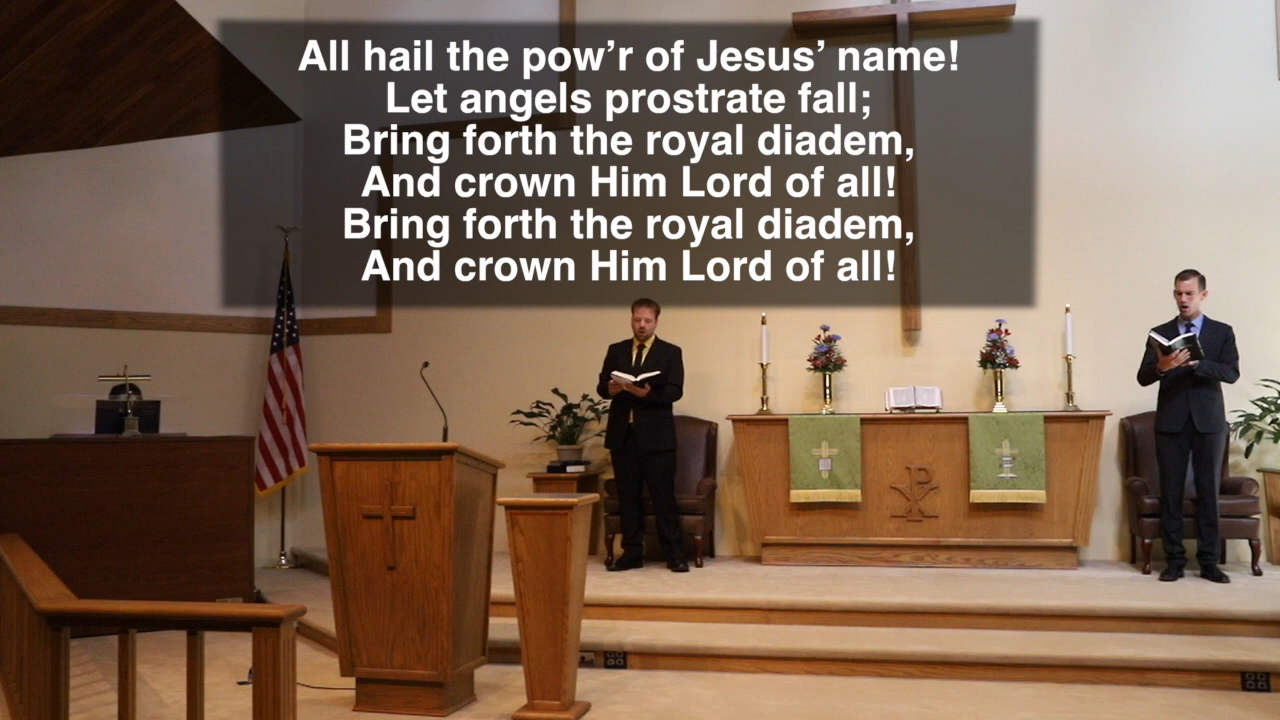 All hail the pow’r of Jesus’ name!
Let angels prostrate fall;
Bring forth the royal diadem,
And crown Him Lord of all!
Bring forth the royal diadem,
And crown Him Lord of all!